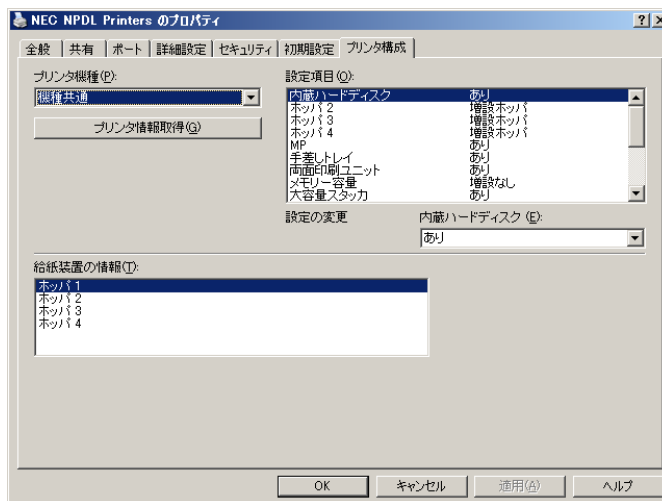 NEC NPDL Printers のプロパティ
全般 共有 ポート 詳細設定 セキュリティ 初期設定 プリンタ構成
プリンタ機種(P):
機種共通
プリンタ情報取得(G)
設定項目(O):
内蔵ハードディスク あり
ホッパ 2 増設ホッパ
ホッパ 3 増設ホッパ
ホッパ 4 増設ホッパ
MP あり
手差しトレイ あり
両面印刷ユニット あり
メモリー容量 増設なし
大容量スタッカ あり
設定の変更 内蔵ハードディスク (E):
あり
給紙装置の情報(T):
ホッパ 1
ホッパ 2
ホッパ 3
ホッパ 4
OK キャンセル 適用(A) ヘルプ